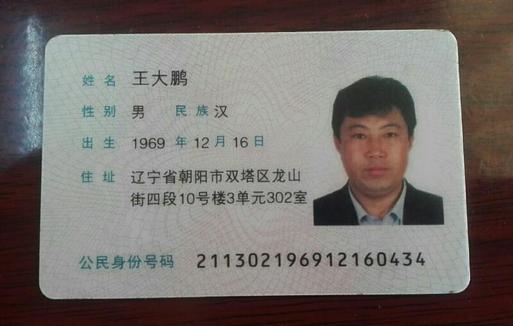 姓名 王大鹏
性别 男 民族 汉
出生 1969 年 12 月 16 日
住址 辽宁省朝阳市双塔区龙山
街四段10号楼3单元302室
公民身份号码 211302196912160434